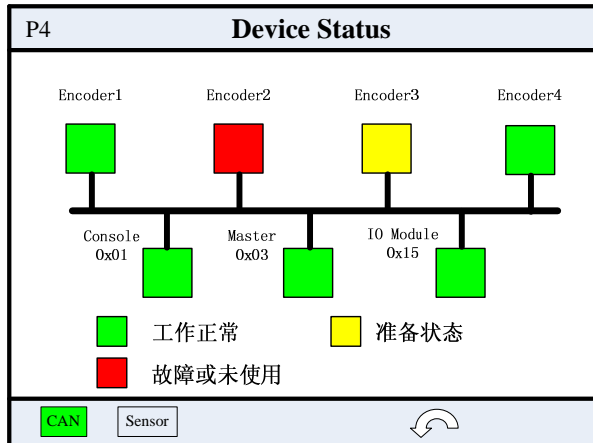 P4
Device Status
Encoder1
Encoder2
Encoder3
Encoder4
Console
0x01
Master
0x03
IO Module
0x15
工作正常
准备状态
故障或未使用
CAN
Sensor